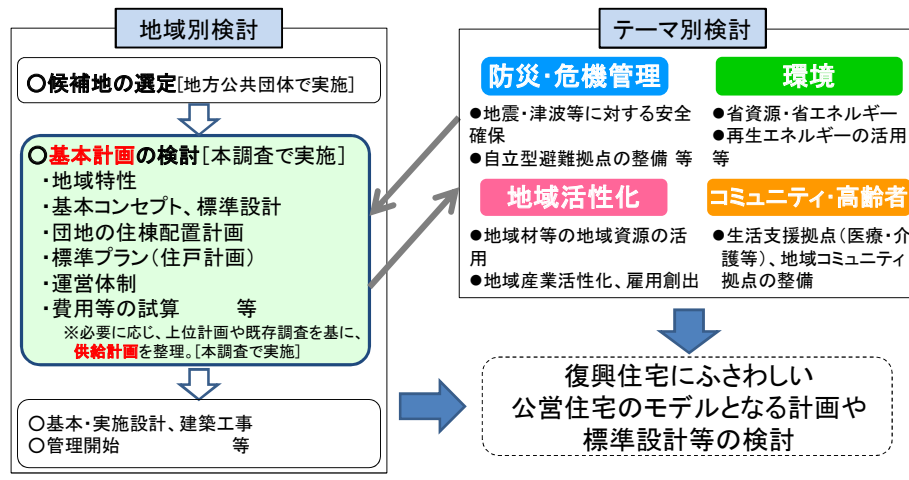 地域別検討
○候補地の選定[地方公共団体で実施]
○基本計画の検討[本調査で実施]
・地域特性
・基本コンセプト、標準設計
・団地の住棟配置計画
・標準プラン(住戸計画)
・運営体制
・費用等の試算 等
※必要に応じ、上位計画や既存調査を基に、
供給計画を整理。[本調査で実施]
○基本・実施設計、建築工事
○管理開始 等
テーマ別検討
防災・危機管理
●地震・津波等に対する安全
確保
●自立型避難拠点の整備 等
環境
●省資源・省エネルギー
●再生エネルギーの活用
等
地域活性化
●地域材等の地域資源の活
用
●地域産業活性化、雇用創出
コミュニティ・高齢者
●生活支援拠点(医療・介
護等)、地域コミュニティ
拠点の整備
復興住宅にふさわしい
公営住宅のモデルとなる計画や
標準設計等の検討